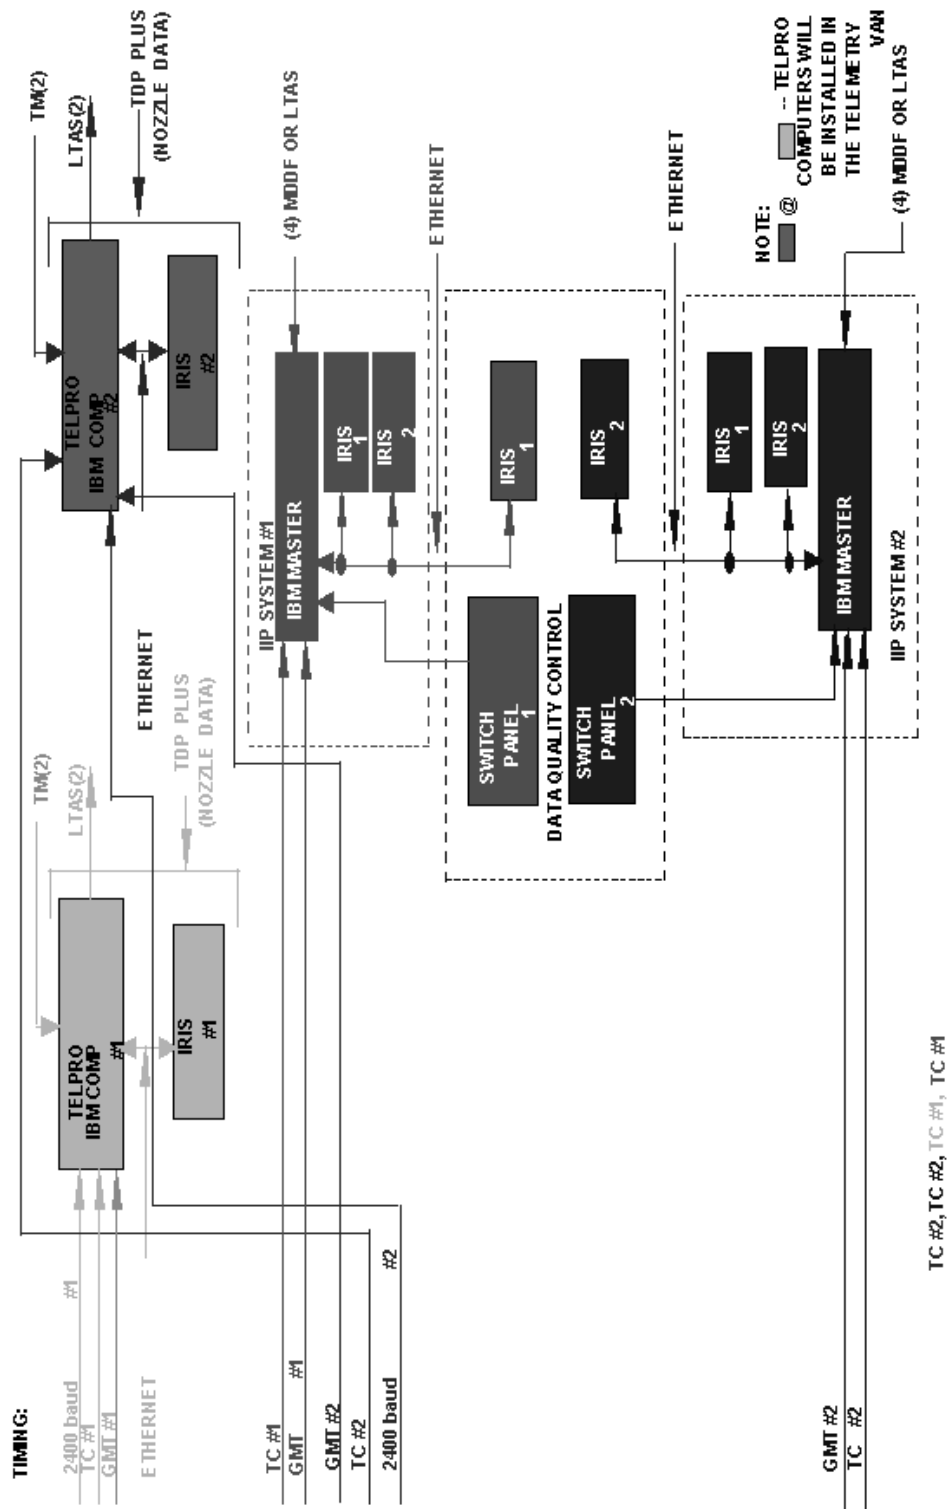 TIMING:
2400 baud #1
TC #1
GMT #1
ETHERNET
TC #1
GMT #1
GMT #2
TC #2
2400 baud #2
GMT #2
TC #2
TM(2)
LTAS(2)
TDP PLUS
(NOZZLE DATA)
TELPRO
IBM COMP
#1
IRIS
#1
ETHERNET
TM(2)
LTAS(2)
TDP PLUS
(NOZZLE DATA)
TELPRO
IBM COMP
#2
IRIS
#2
IIP SYSTEM #1
IBM MASTER
IRIS
1
IRIS
2
(4) MDDF OR LTAS
ETHERNET
SWITCH
PANEL
1
DATA QUALITY CONTROL
SWITCH
PANEL
2
IRIS
1
IRIS
2
ETHERNET
IRIS
1
IRIS
2
IBM MASTER
IIP SYSTEM #2
(4) MDDF OR LTAS
NOTE:
@ -- TELPRO
COMPUTERS WILL
BE INSTALLED IN
THE TELEMETRY
VAN
TC #2, TC #2, TC #1, TC #1